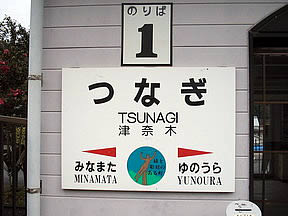 のりば
1
つなぎ
TSUNAGI
津奈木
みなまた ゆのうら
MINAMATA YUNOURA